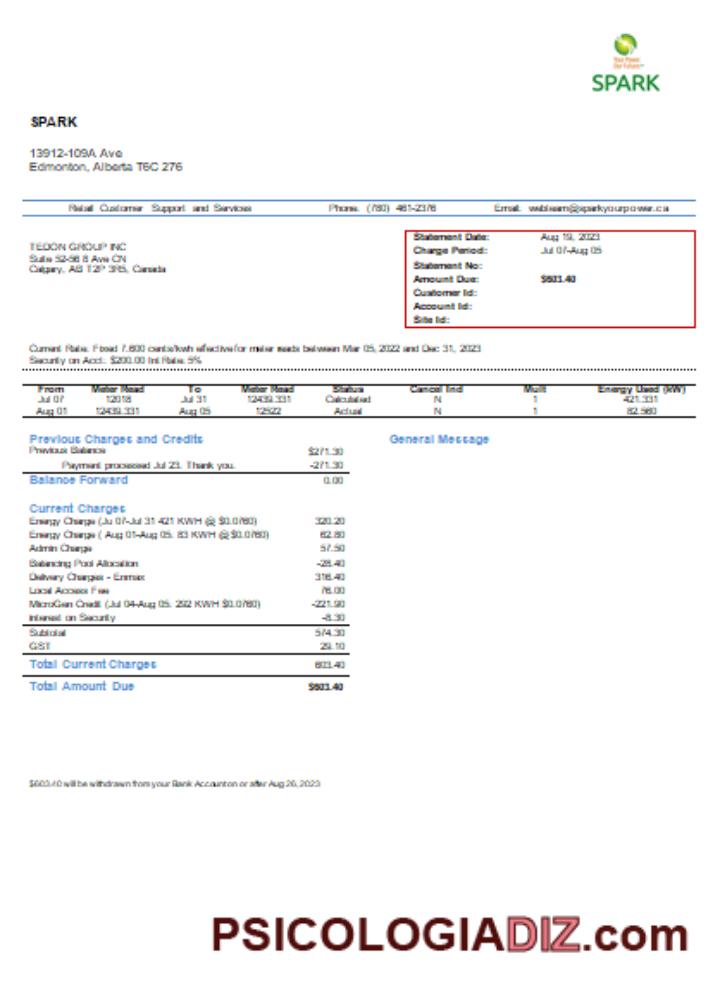 Your Power.
Our Future™
SPARK
SPARK
13912-109A Ave
Edmonton, Alberta T6C 276
Retail Customer Support and Services Phone. (780) 461-2376 Email. webteam@sparkyourpower.ca
TEDON GROUP INC
Suite 52-56 8 Ave CN
Calgary, AB T2P 3R5, Canada
Statement Date: Aug 19, 2023
Charge Period: Jul 07-Aug 05
Statement No:
Amount Due: $603.40
Customer Id:
Account Id:
Site Id:
Current Rate. Fixed 7.600 cents/kwh effective for meter reads between Mar 05, 2022 and Dec 31, 2023
Security on Acct.. $200.00 Int Rate. 5%
From Meter Read To Meter Read Status Cancel Ind Mult Energy Used (kW)
Jul 07 12018 Jul 31 12439.331 Calculated N 1 421.331
Aug 01 12439.331 Aug 05 12522 Actual N 1 82.560
Previous Charges and Credits
Previous Balance $271.30
Payment processed Jul 23. Thank you. -271.30
Balance Forward 0.00
General Message
Current Charges
Energy Charge (Ju 07-Jul 31 421 KWH @ $0.0760) 320.20
Energy Charge ( Aug 01-Aug 05. 83 KWH @ $0.0760) 62.80
Admin Charge 57.50
Balancing Pool Allocation -28.40
Delivery Charges - Enmax 316.40
Local Access Fee 76.00
MicroGen Credit (Jul 04-Aug 05. 292 KWH $0.0760) -221.90
Interest on Security -8.30
Subtotal 574.30
GST 29.10
Total Current Charges 603.40
Total Amount Due $603.40
$603.40 will be withdrawn from your Bank Accounton or after Aug 26, 2023
PSICOLOGIADIZ.com